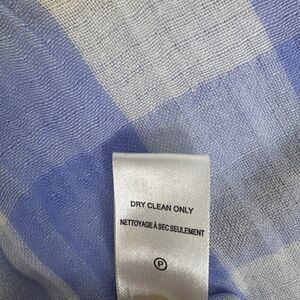 DRY CLEAN ONLY
NETTOYAGE À SEC SEULEMENT
P